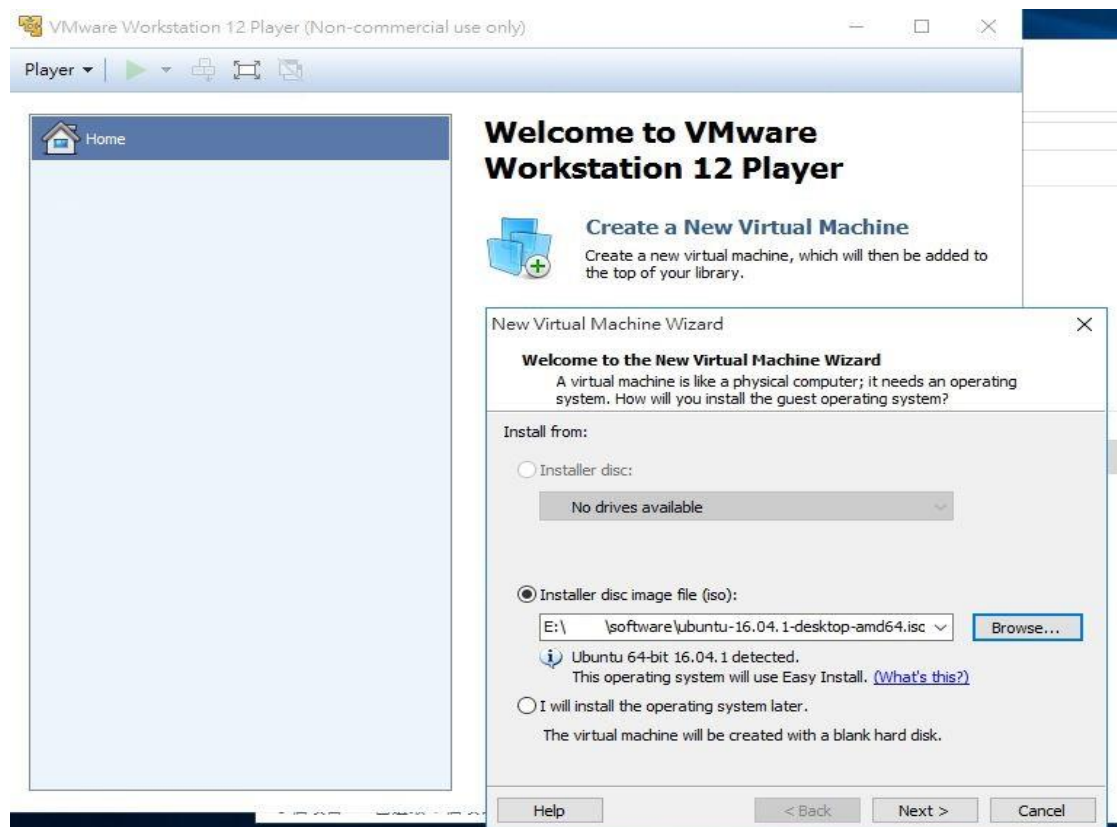 VMware Workstation 12 Player (Non-commercial use only)
Player
Home
Welcome to VMware
Workstation 12 Player
Create a New Virtual Machine
Create a new virtual machine, which will then be added to
the top of your library.
New Virtual Machine Wizard
Welcome to the New Virtual Machine Wizard
A virtual machine is like a physical computer; it needs an operating
system. How will you install the guest operating system?
Install from:
Installer disc:
No drives available
Installer disc image file (iso):
E:\ \software\ubuntu-16.04.1-desktop-amd64.isc
Browse...
Ubuntu 64-bit 16.04.1 detected.
This operating system will use Easy Install. (What's this?)
I will install the operating system later.
The virtual machine will be created with a blank hard disk.
Help
< Back
Next >
Cancel